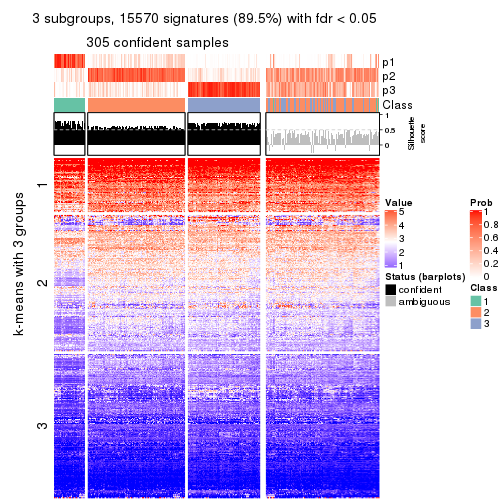 3 subgroups, 15570 signatures (89.5%) with fdr < 0.05
305 confident samples
p1
p2
p3
Class
1
0.5
0
Silhouette
score
k-means with 3 groups
1
2
3
Value
5
4
3
2
1
Status (barplots)
confident
ambiguous
Prob
1
0.8
0.6
0.4
0.2
0
Class
1
2
3